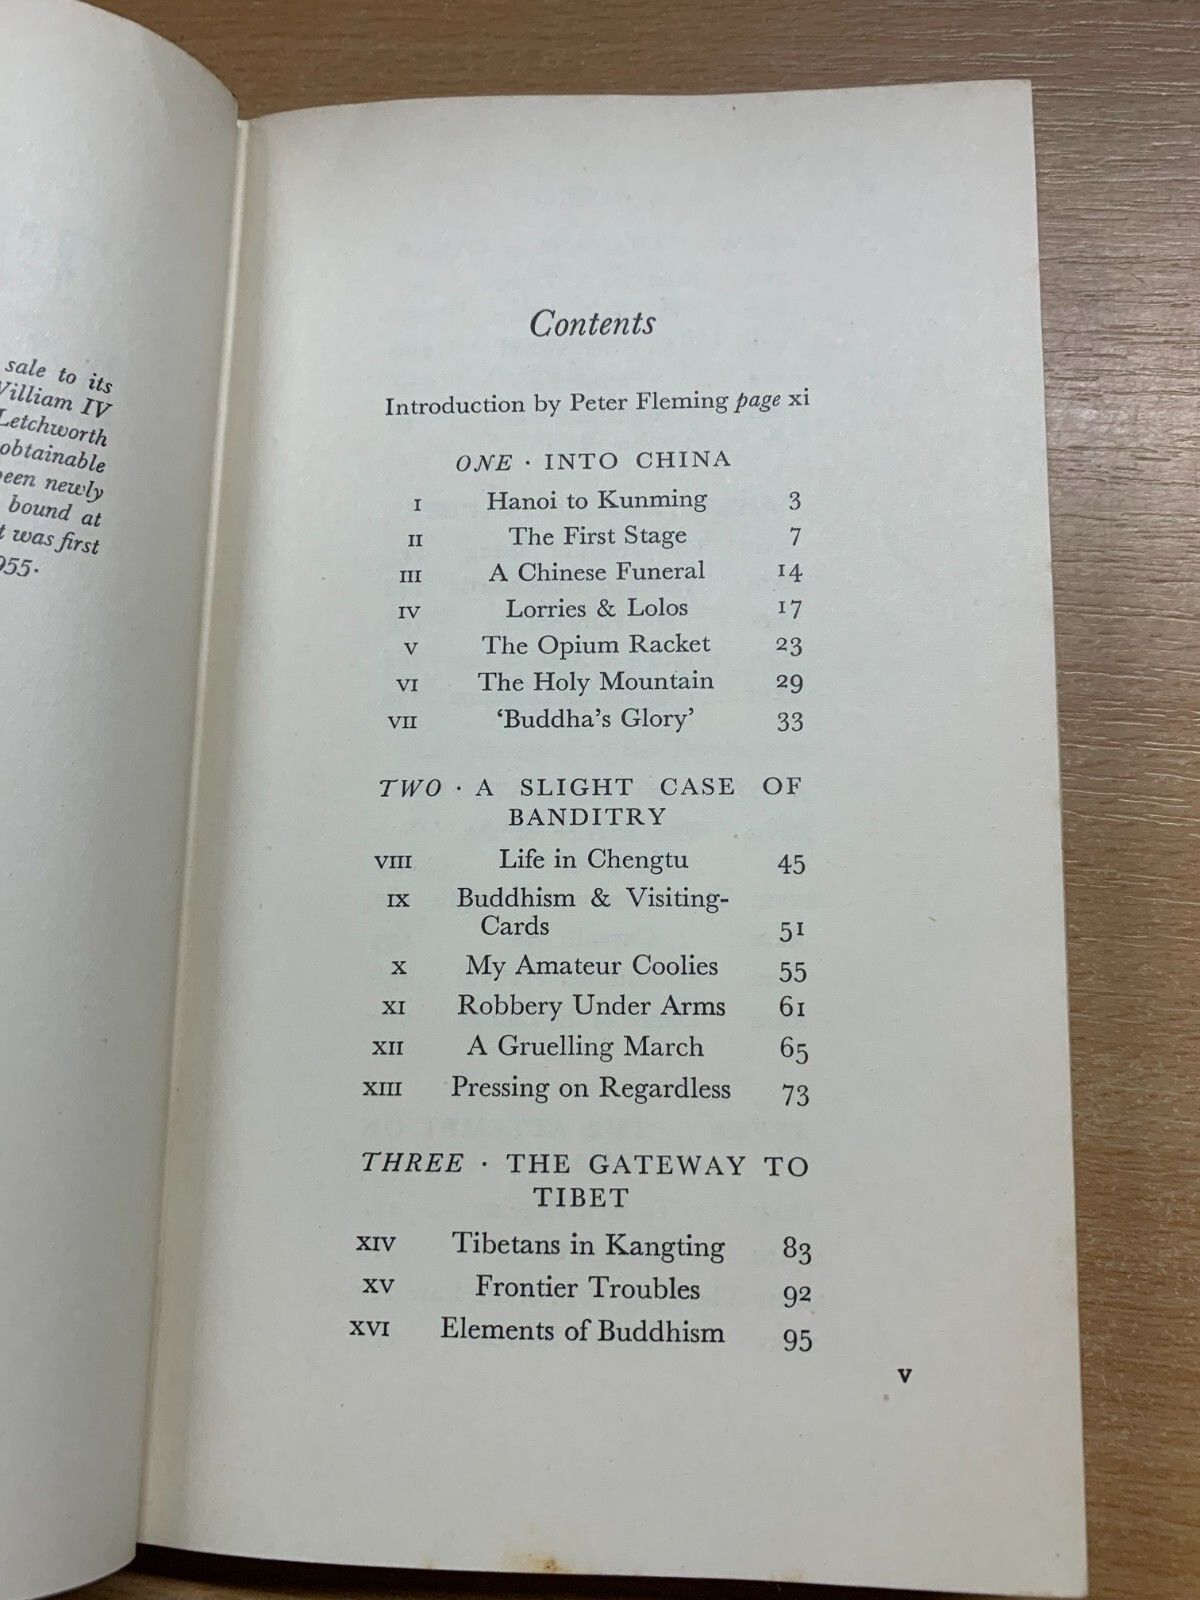 sale to its
William IV
Letchworth
obtainable
been newly
bound at
was first
955.
Contents
Introduction by Peter Fleming page xi
ONE · INTO CHINA
I Hanoi to Kunming 3
II The First Stage 7
III A Chinese Funeral 14
IV Lorries & Lolos 17
V The Opium Racket 23
VI The Holy Mountain 29
VII ‘Buddha’s Glory’ 33
TWO · A SLIGHT CASE OF
BANDITRY
VIII Life in Chengtu 45
IX Buddhism & Visiting-
Cards 51
X My Amateur Coolies 55
XI Robbery Under Arms 61
XII A Gruelling March 65
XIII Pressing on Regardless 73
THREE · THE GATEWAY TO
TIBET
XIV Tibetans in Kangting 83
XV Frontier Troubles 92
XVI Elements of Buddhism 95
v